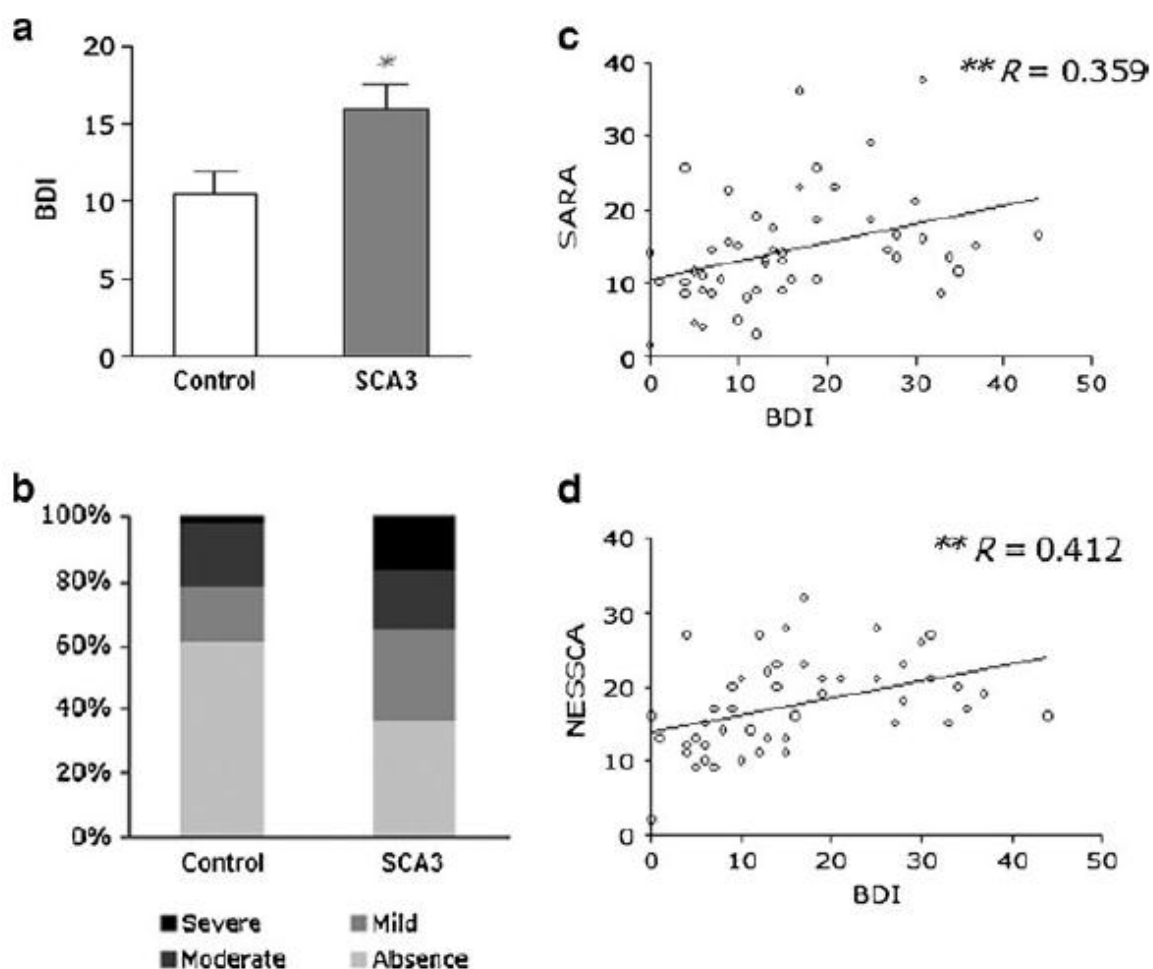 a
20
15
10
5
0
BDI
*
Control
SCA3
b
100%
80%
60%
40%
20%
0%
Control
SCA3
Severe
Mild
Moderate
Absence
c
40
30
20
10
0
SARA
** R = 0.359
0
10
20
30
40
50
BDI
d
40
30
20
10
0
NESSCA
** R = 0.412
0
10
20
30
40
50
BDI